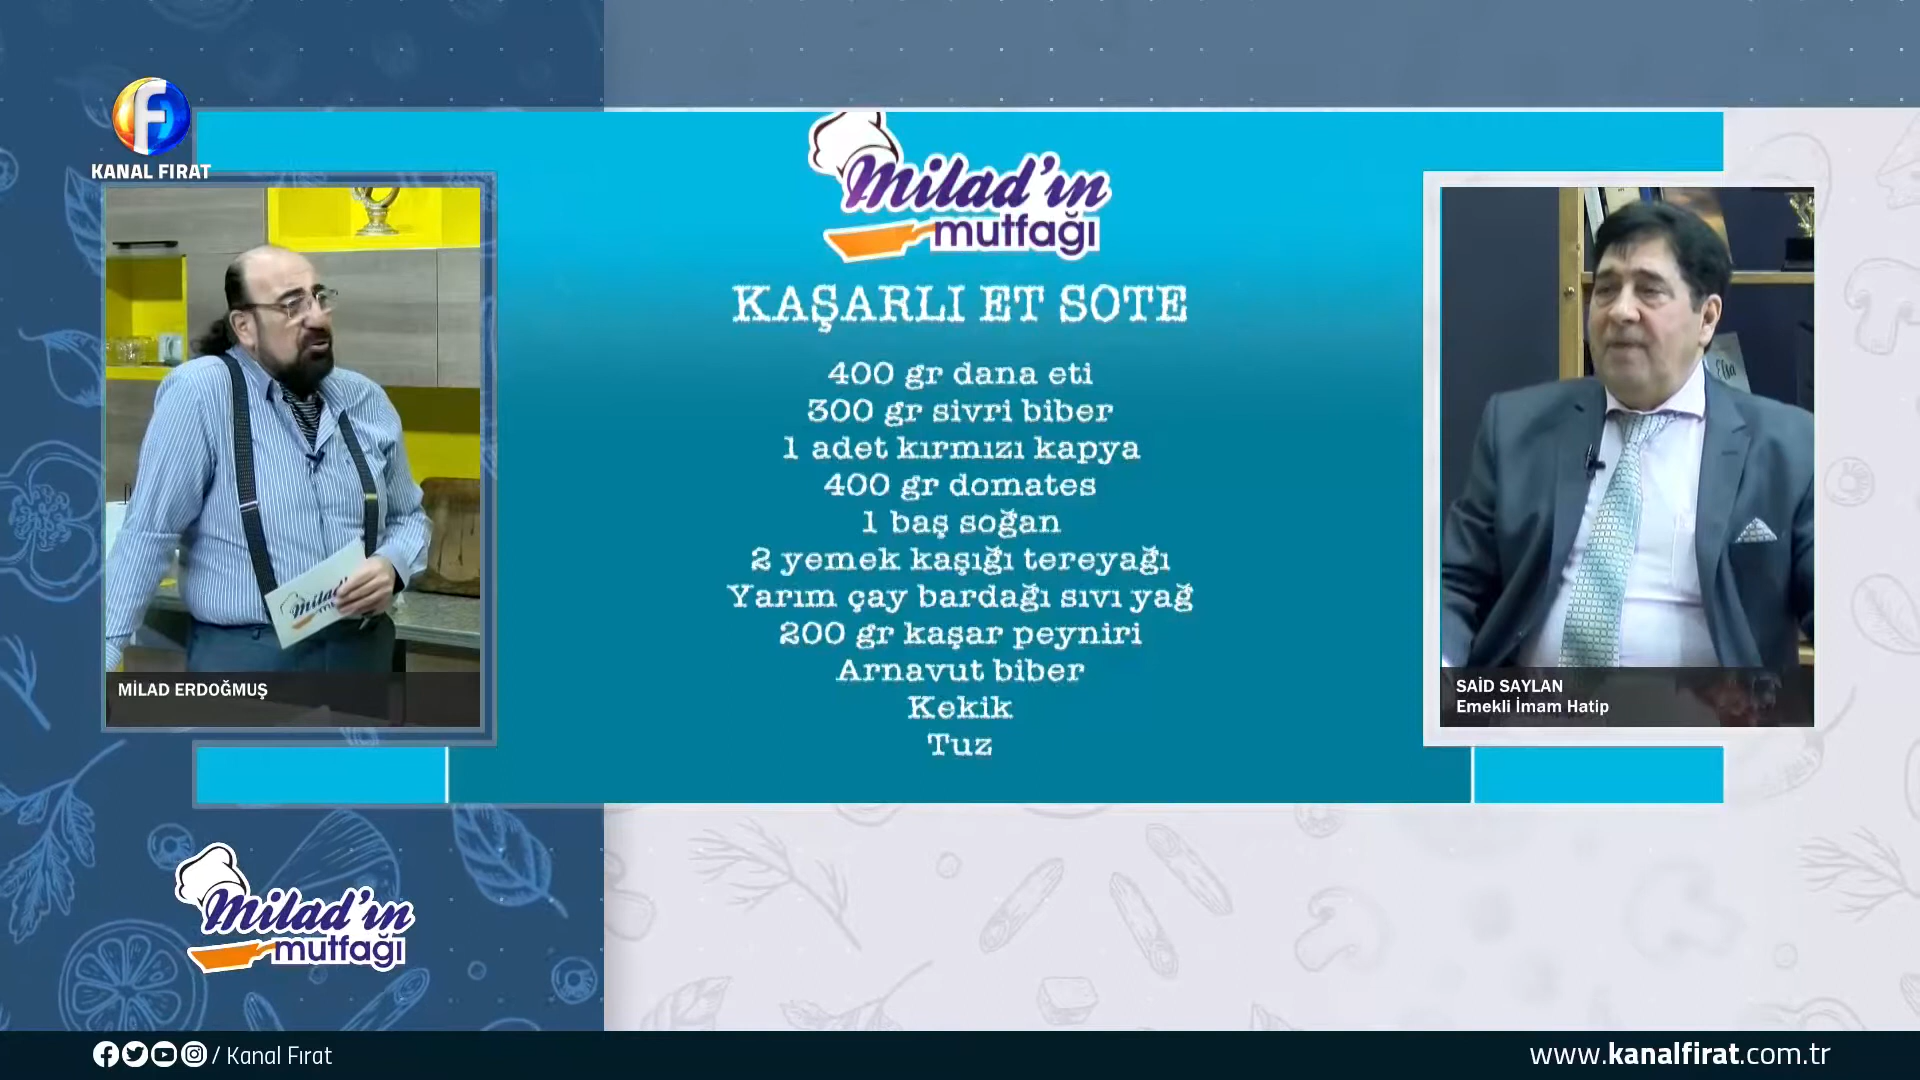 KANAL FIRAT
Milad'ın
mutfağı
KAŞARLI ET SOTE
400 gr dana eti
300 gr sivri biber
1 adet kırmızı kapya
400 gr domates
1 baş soğan
2 yemek kaşığı tereyağı
Yarım çay bardağı sıvı yağ
200 gr kaşar peyniri
Arnavut biber
Kekik
Tuz
MİLAD ERDOĞMUŞ
SAİD SAYLAN
Emekli İmam Hatip
Milad'ın
mutfağı
/ Kanal Fırat
www.kanalfirat.com.tr